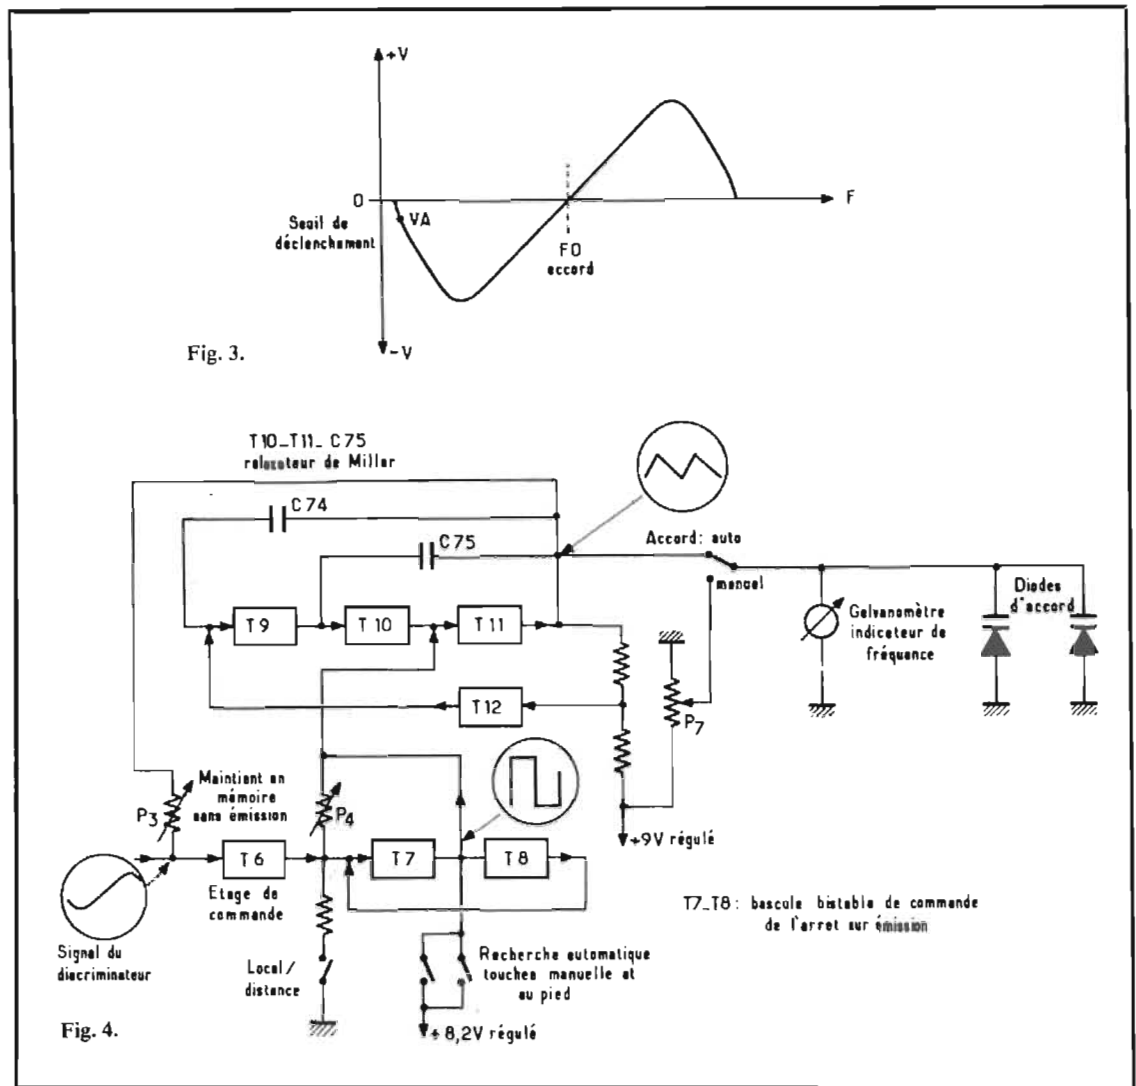 +V
O
F
VA
Seuil de
déclenchement
FO
accord
-V
Fig. 3.
T10_T11_C75
relaxateur de Miller
C74
C75
Accord: auto
manuel
Diodes
d'accord
Galvanomètre
indicateur de
fréquence
T9
T10
T11
T12
P7
Maintient en
mémoire
sans émission
P3
P4
+9V régulé
T6
T7
T8
Etage de
commande
T7_T8: bascule bistable de commande
de l'arret sur émission
Signal du
discriminateur
Local/
distance
Recherche automatique
touches manuelle et
au pied
+8,2V régulé
Fig. 4.